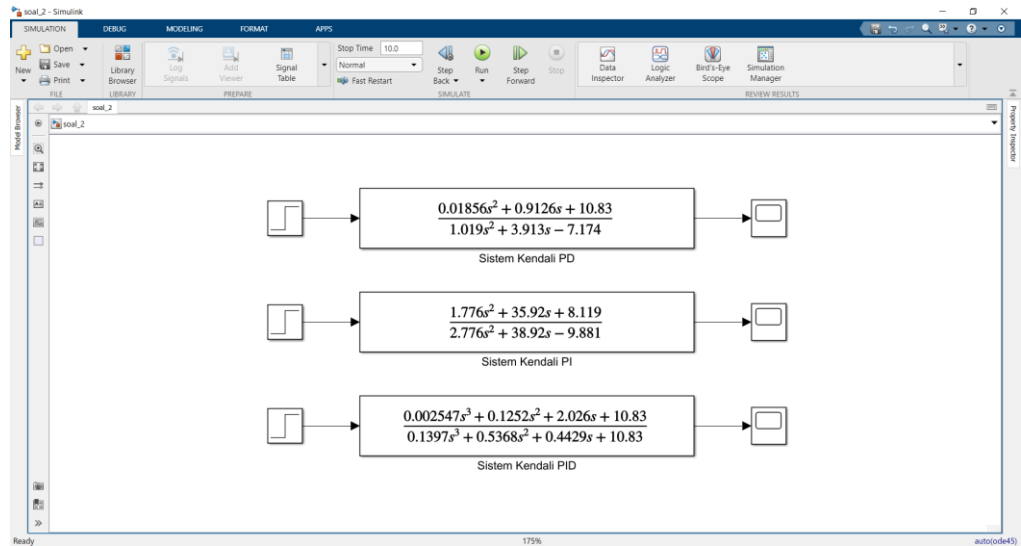 soal_2 - Simulink
SIMULATION DEBUG MODELING FORMAT APPS
New
Open
Save
Print
FILE
Library Browser
LIBRARY
Log Signals
Add Viewer
Signal Table
PREPARE
Stop Time 10.0
Normal
Fast Restart
Step Back
Run
Step Forward
Stop
SIMULATE
Data Inspector
Logic Analyzer
Bird's-Eye Scope
Simulation Manager
REVIEW RESULTS
Model Browser
soal_2
soal_2
Property Inspector
0.01856s² + 0.9126s + 10.83
1.019s² + 3.913s − 7.174
Sistem Kendali PD
1.776s² + 35.92s + 8.119
2.776s² + 38.92s − 9.881
Sistem Kendali PI
0.002547s³ + 0.1252s² + 2.026s + 10.83
0.1397s³ + 0.5368s² + 0.4429s + 10.83
Sistem Kendali PID
Ready 175% auto(ode45)